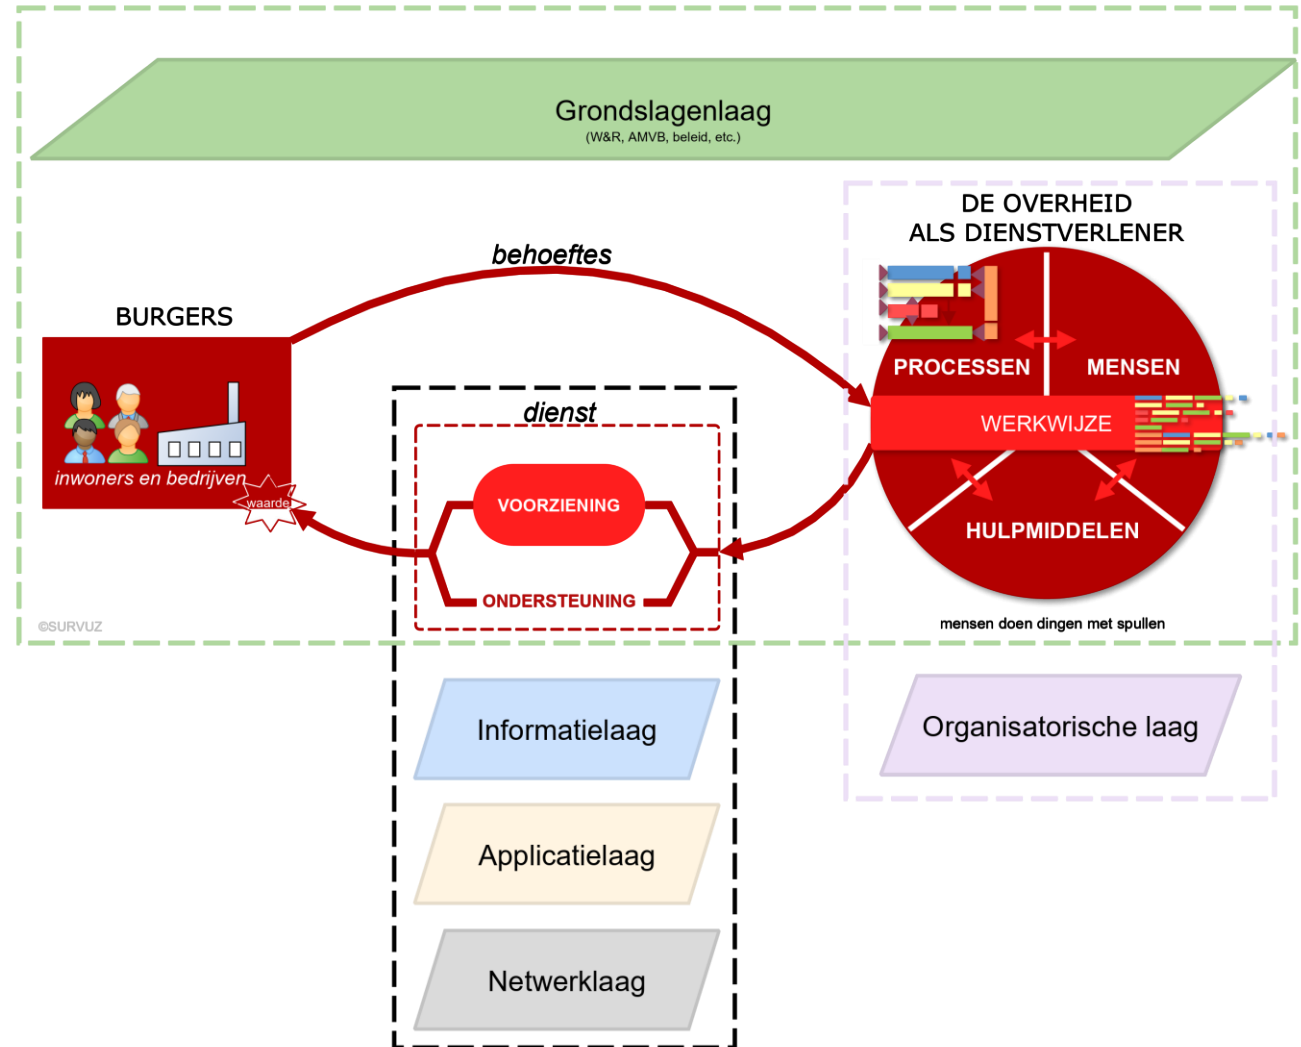 Grondslagenlaag
(W&R, AMVB, beleid, etc.)
DE OVERHEID
ALS DIENSTVERLENER
behoeftes
BURGERS
PROCESSEN
MENSEN
dienst
WERKWIJZE
inwoners en bedrijven
waarde
VOORZIENING
HULPMIDDELEN
ONDERSTEUNING
©SURVUZ
mensen doen dingen met spullen
Informatielaag
Organisatorische laag
Applicatielaag
Netwerklaag